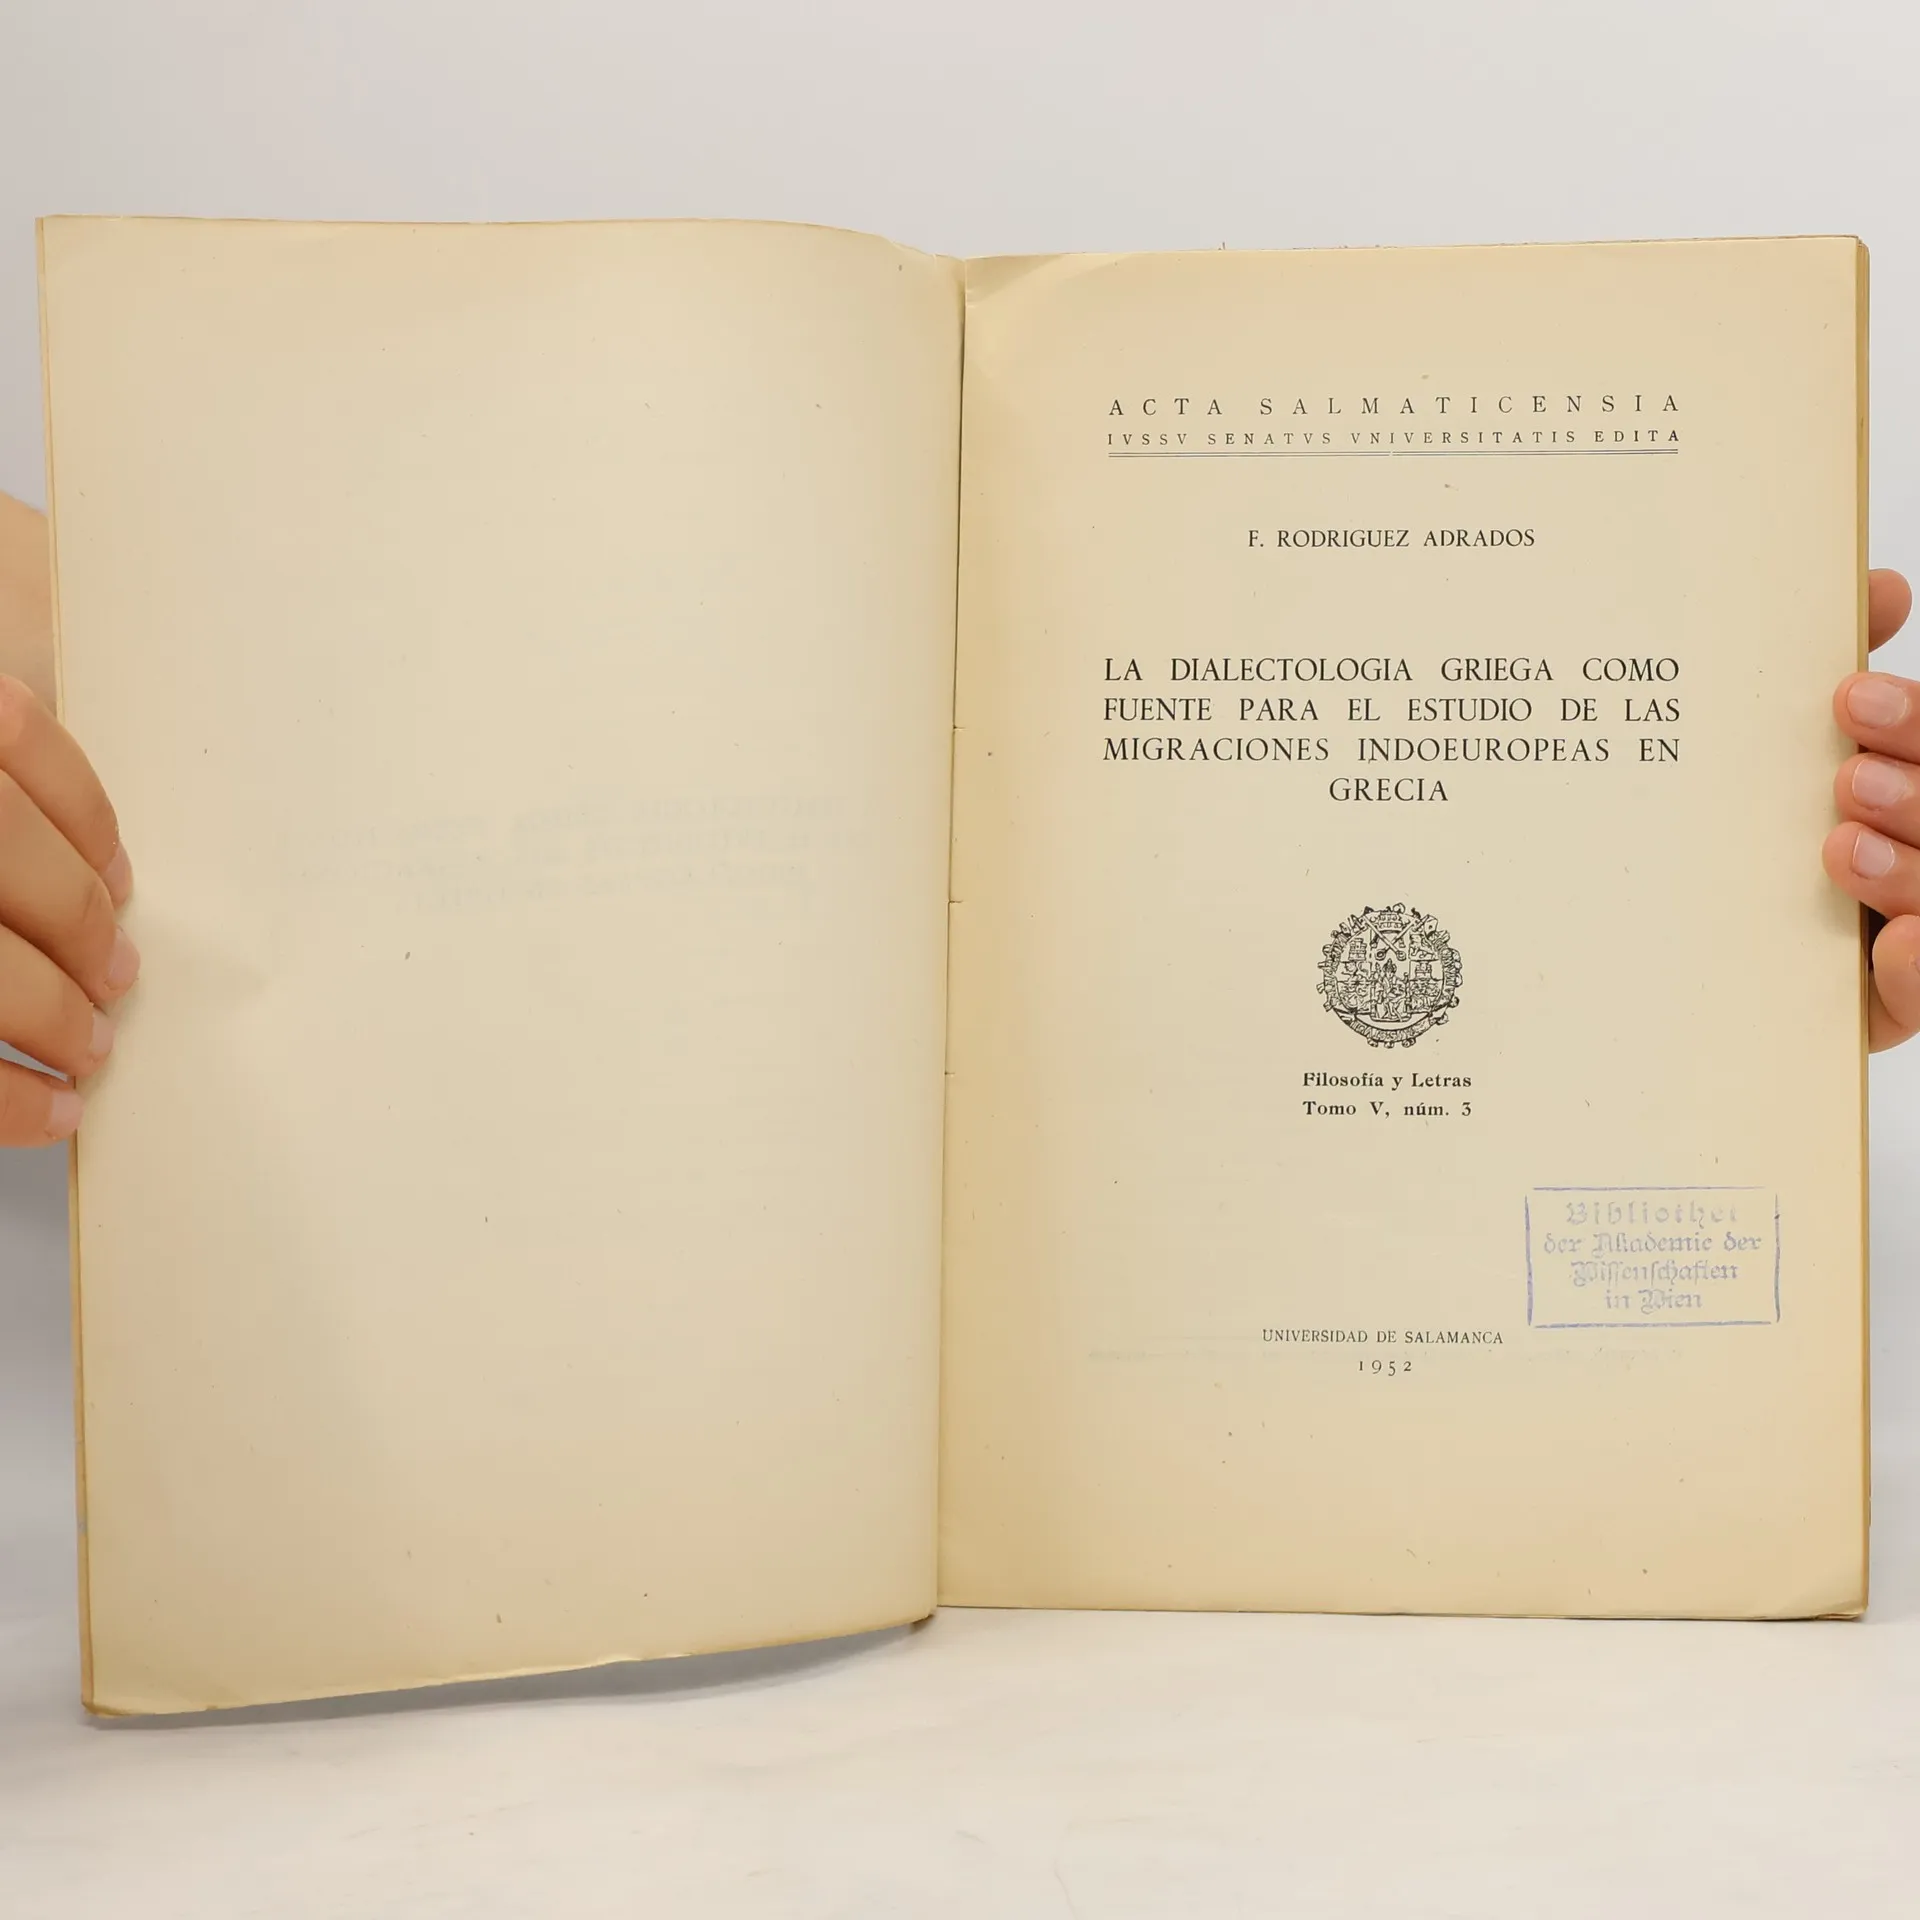 ACTA SALMATICENSIA
IVSSV SENATVS VNIVERSITATIS EDITA
F. RODRIGUEZ ADRADOS
LA DIALECTOLOGIA GRIEGA COMO
FUENTE PARA EL ESTUDIO DE LAS
MIGRACIONES INDOEUROPEAS EN
GRECIA
Filosofía y Letras
Tomo V, núm. 3
Bibliothek
der Akademie der
Wissenschaften
in Wien
UNIVERSIDAD DE SALAMANCA
1952